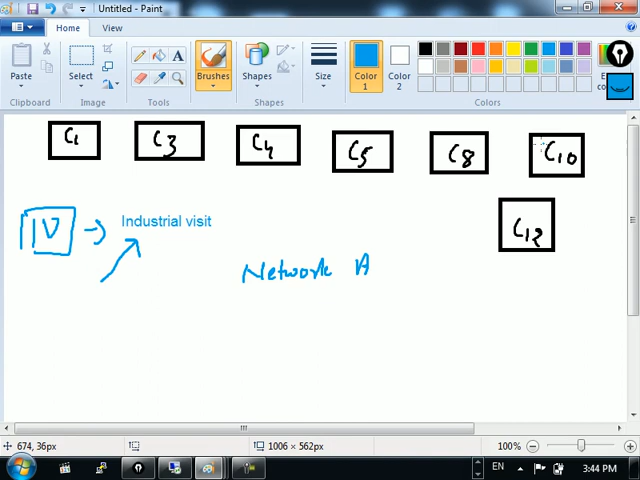 Untitled - Paint
Home View
Paste
Select
Brushes
Shapes
Size
Color 1
Color 2
Clipboard Image Tools Shapes Colors
C1 C3 C4 C5 C8 C10
IV Industrial visit
C12
Network A
674, 36px 1006 × 562px 100%
EN 3:44 PM